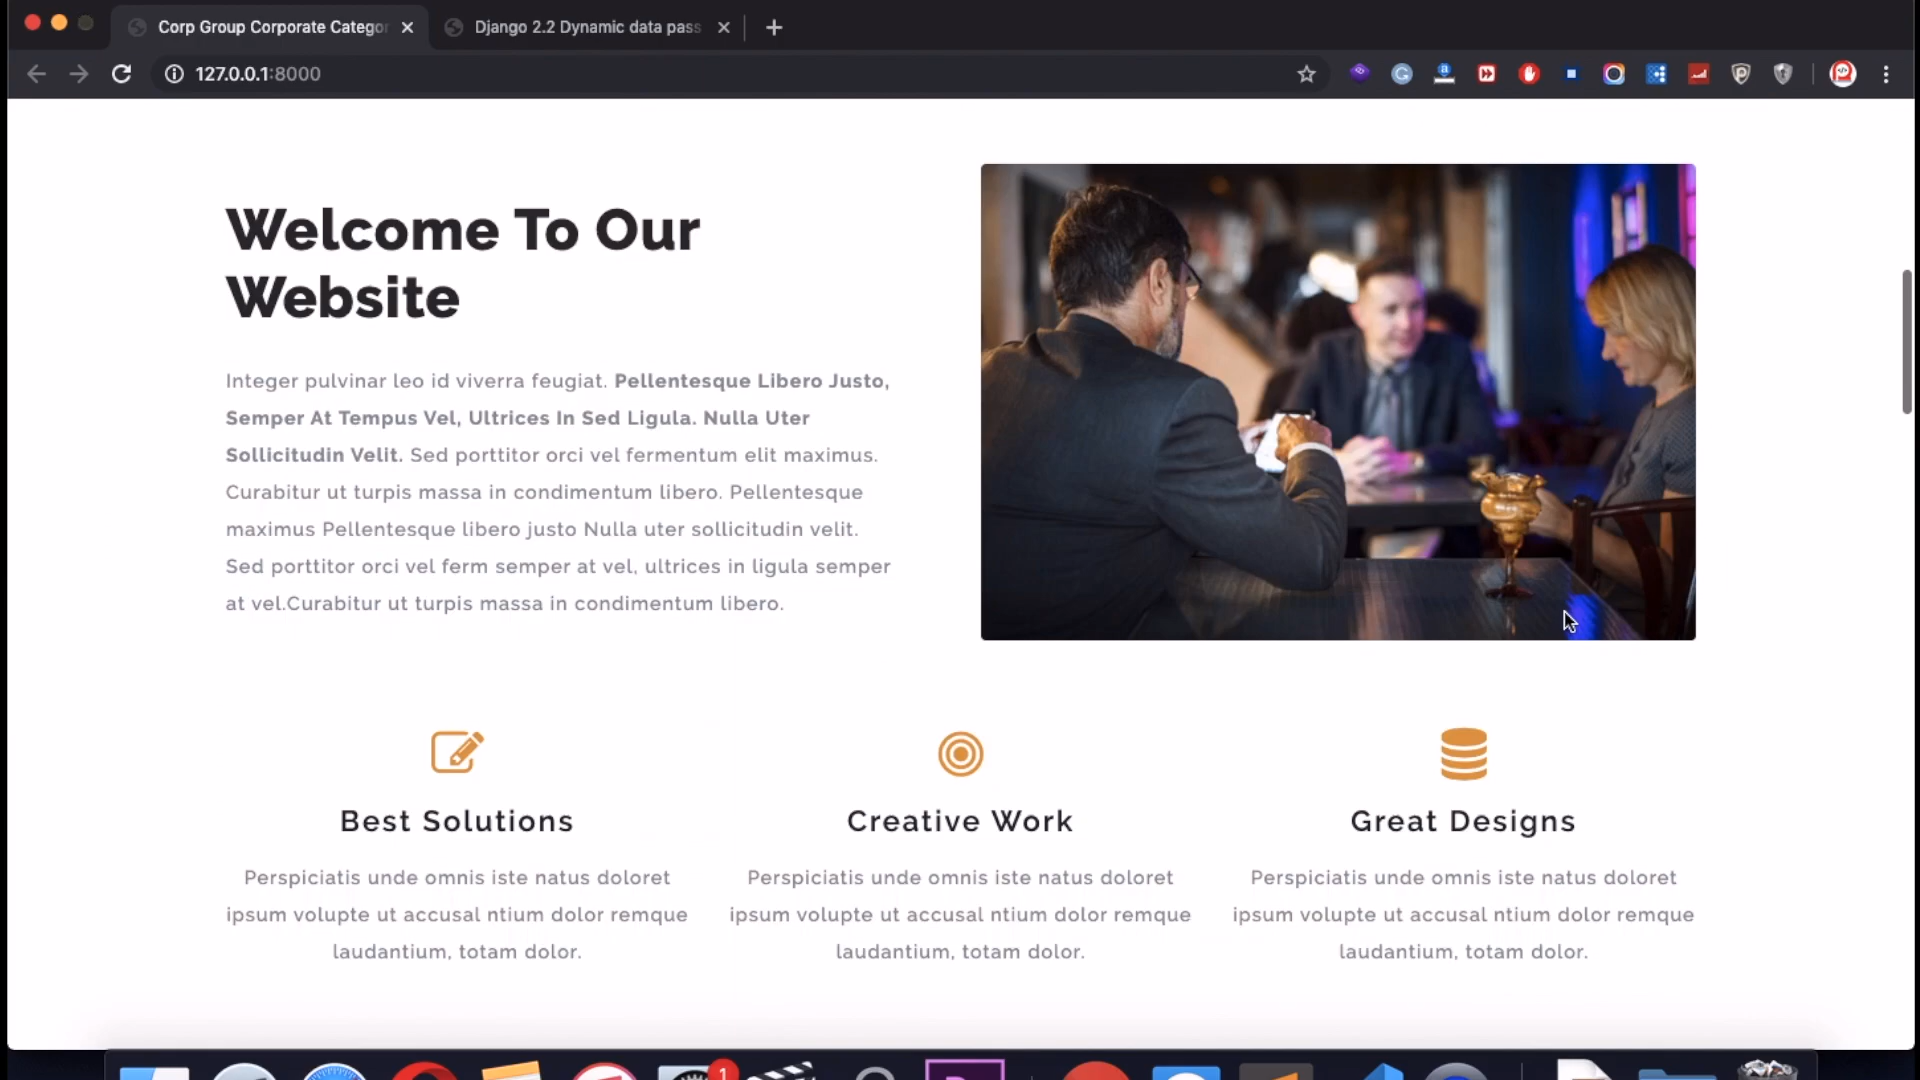 Corp Group Corporate Catego
Django 2.2 Dynamic data pass
127.0.0.1:8000
Welcome To Our
Website
Integer pulvinar leo id viverra feugiat. Pellentesque Libero Justo,
Semper At Tempus Vel, Ultrices In Sed Ligula. Nulla Uter
Sollicitudin Velit. Sed porttitor orci vel fermentum elit maximus.
Curabitur ut turpis massa in condimentum libero. Pellentesque
maximus Pellentesque libero justo Nulla uter sollicitudin velit.
Sed porttitor orci vel ferm semper at vel, ultrices in ligula semper
at vel.Curabitur ut turpis massa in condimentum libero.
Best Solutions
Perspiciatis unde omnis iste natus doloret
ipsum volupte ut accusal ntium dolor remque
laudantium, totam dolor.
Creative Work
Perspiciatis unde omnis iste natus doloret
ipsum volupte ut accusal ntium dolor remque
laudantium, totam dolor.
Great Designs
Perspiciatis unde omnis iste natus doloret
ipsum volupte ut accusal ntium dolor remque
laudantium, totam dolor.
1